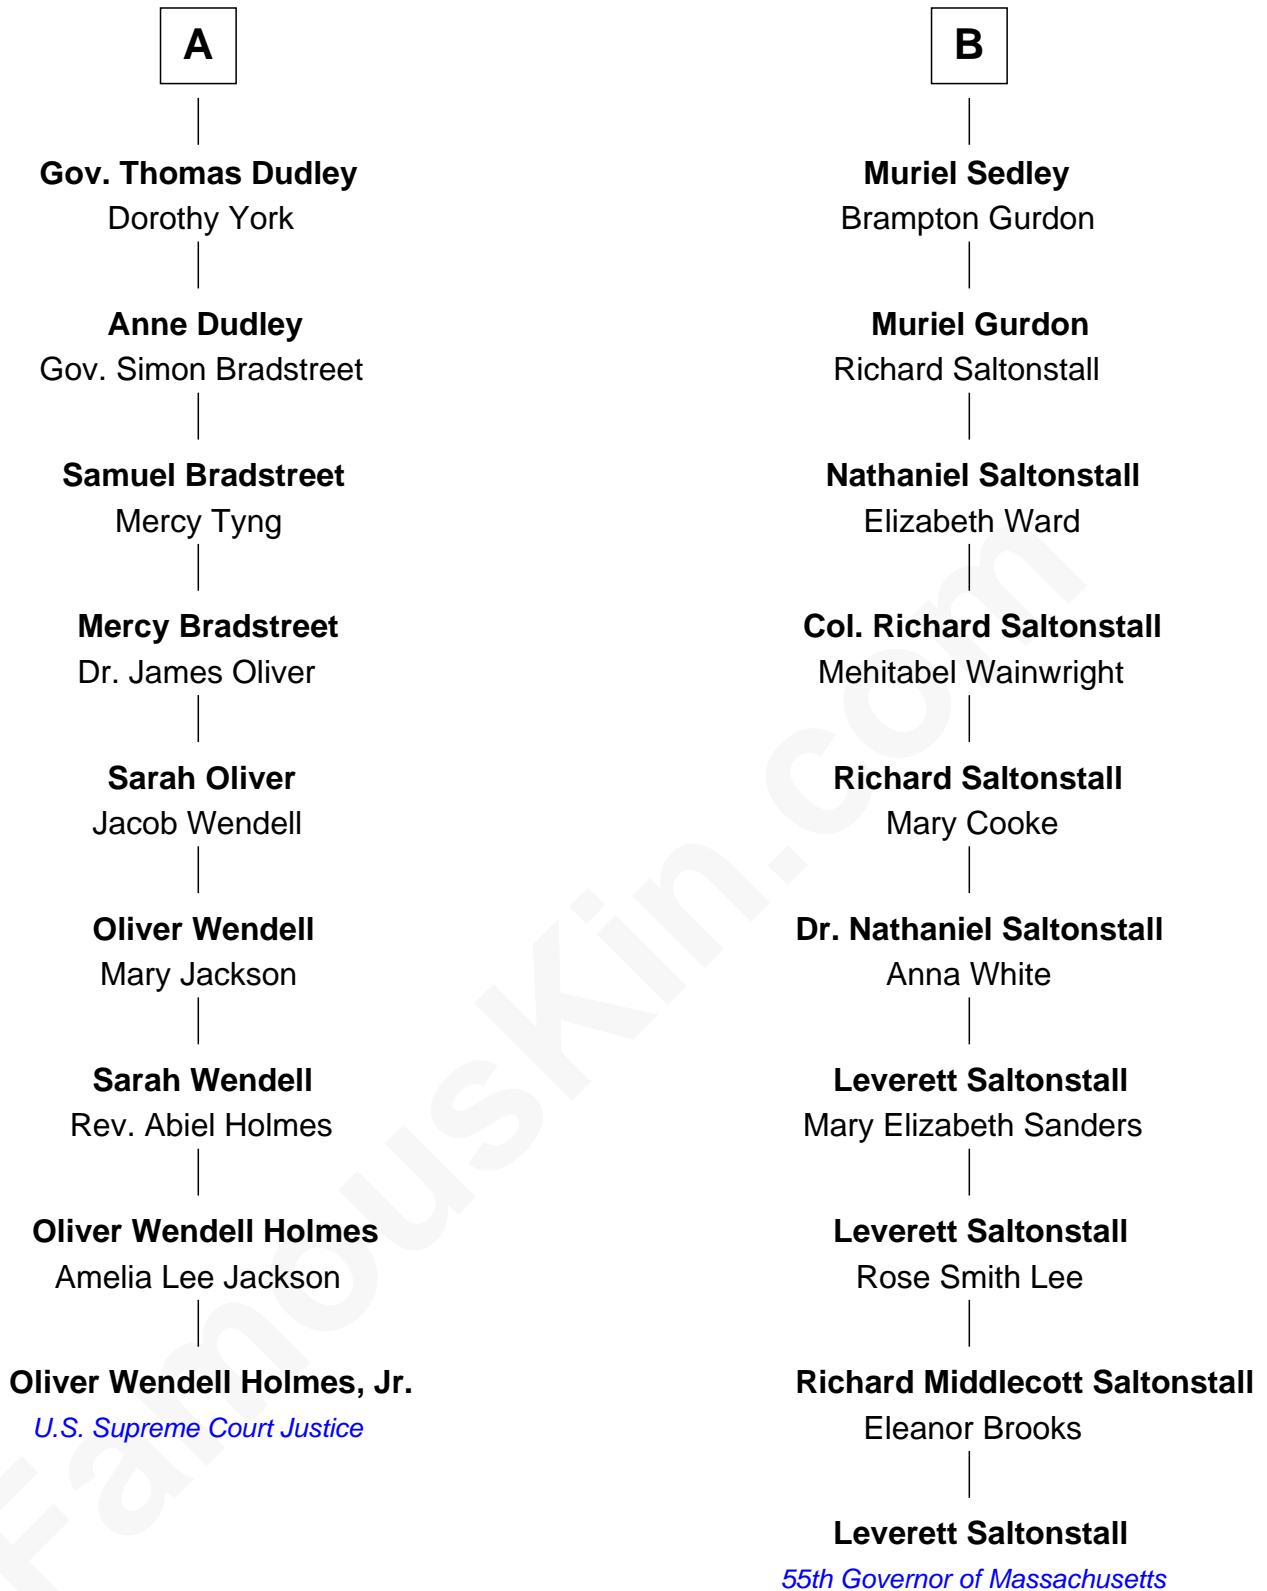 A
Gov. Thomas Dudley
Dorothy York
Anne Dudley
Gov. Simon Bradstreet
Samuel Bradstreet
Mercy Tyng
Mercy Bradstreet
Dr. James Oliver
Sarah Oliver
Jacob Wendell
Oliver Wendell
Mary Jackson
Sarah Wendell
Rev. Abiel Holmes
Oliver Wendell Holmes
Amelia Lee Jackson
Oliver Wendell Holmes, Jr.
U.S. Supreme Court Justice
B
Muriel Sedley
Brampton Gurdon
Muriel Gurdon
Richard Saltonstall
Nathaniel Saltonstall
Elizabeth Ward
Col. Richard Saltonstall
Mehitabel Wainwright
Richard Saltonstall
Mary Cooke
Dr. Nathaniel Saltonstall
Anna White
Leverett Saltonstall
Mary Elizabeth Sanders
Leverett Saltonstall
Rose Smith Lee
Richard Middlecott Saltonstall
Eleanor Brooks
Leverett Saltonstall
55th Governor of Massachusetts
FamousKin.com